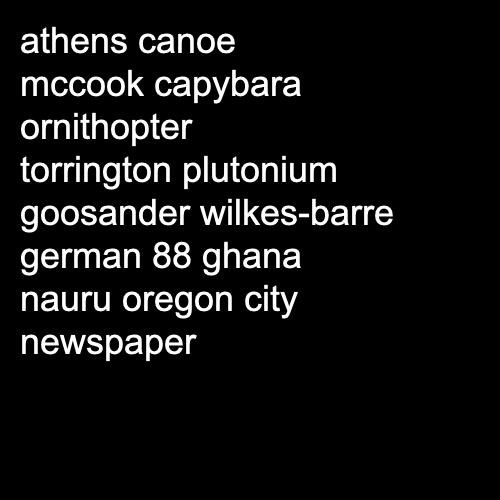 athens canoe
mccook capybara
ornithopter
torrington plutonium
goosander wilkes-barre
german 88 ghana
nauru oregon city
newspaper